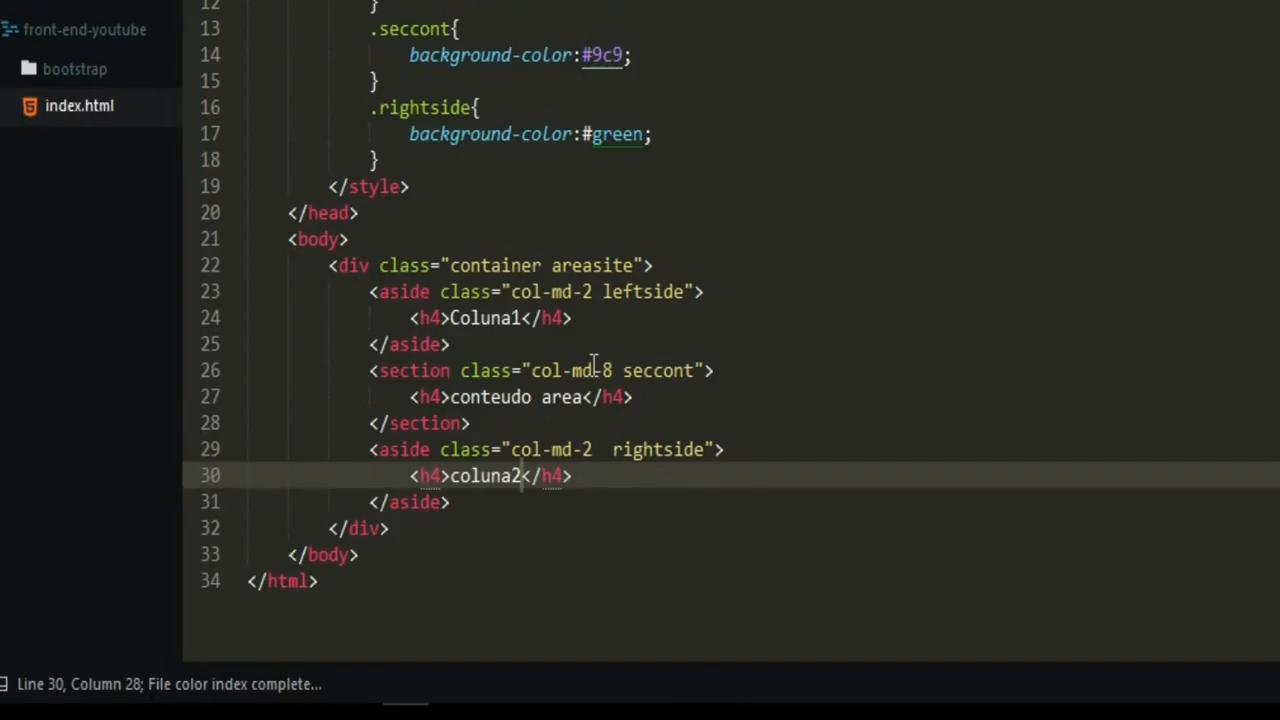 front-end-youtube
bootstrap
index.html
12 }
13 .seccont{
14 background-color:#9c9;
15 }
16 .rightside{
17 background-color:#green;
18 }
19 </style>
20 </head>
21 <body>
22 <div class="container areasite">
23 <aside class="col-md-2 leftside">
24 <h4>Coluna1</h4>
25 </aside>
26 <section class="col-md-8 seccont">
27 <h4>conteudo area</h4>
28 </section>
29 <aside class="col-md-2  rightside">
30 <h4>coluna2</h4>
31 </aside>
32 </div>
33 </body>
34 </html>
Line 30, Column 28; File color index complete...